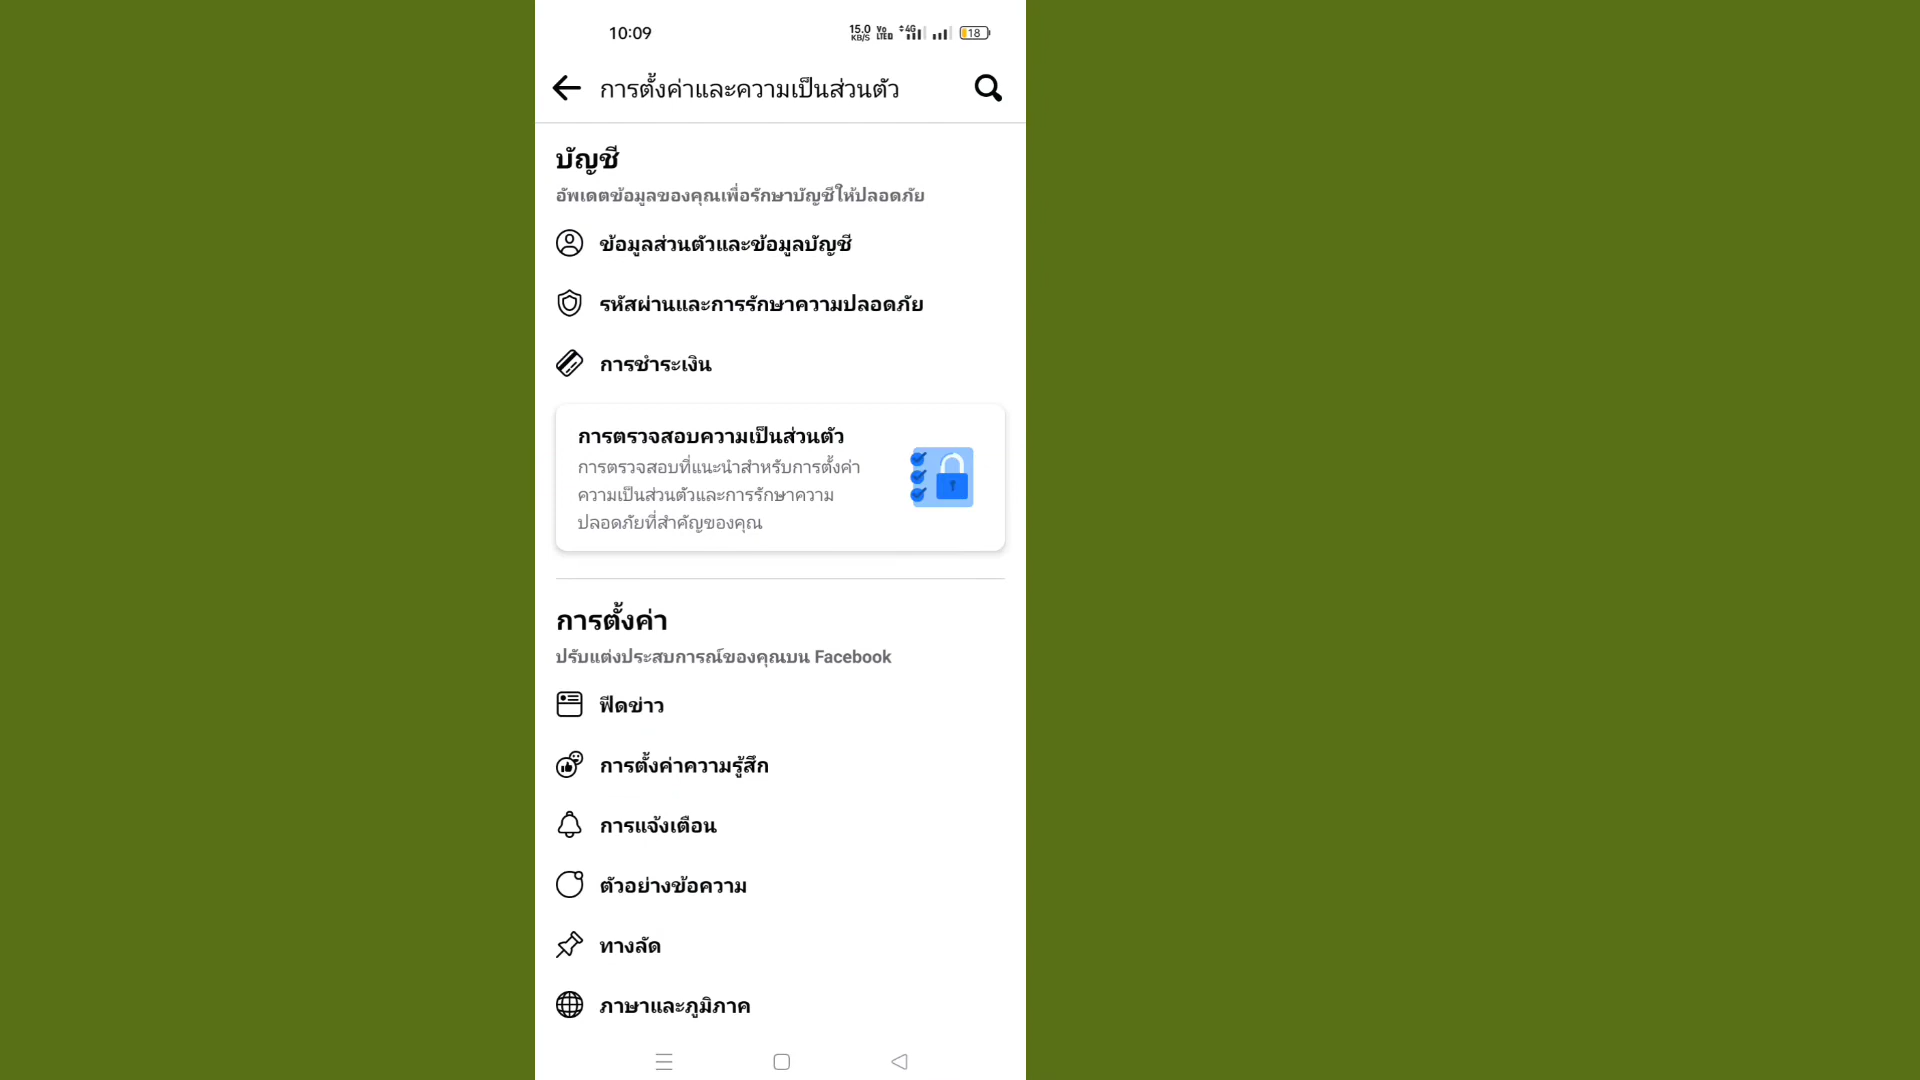 10:09
15.0 KB/S Vo LTE 4G 18
การตั้งค่าและความเป็นส่วนตัว
บัญชี
อัพเดตข้อมูลของคุณเพื่อรักษาบัญชีให้ปลอดภัย
ข้อมูลส่วนตัวและข้อมูลบัญชี
รหัสผ่านและการรักษาความปลอดภัย
การชำระเงิน
การตรวจสอบความเป็นส่วนตัว
การตรวจสอบที่แนะนำสำหรับการตั้งค่า
ความเป็นส่วนตัวและการรักษาความ
ปลอดภัยที่สำคัญของคุณ
การตั้งค่า
ปรับแต่งประสบการณ์ของคุณบน Facebook
ฟีดข่าว
การตั้งค่าความรู้สึก
การแจ้งเตือน
ตัวอย่างข้อความ
ทางลัด
ภาษาและภูมิภาค